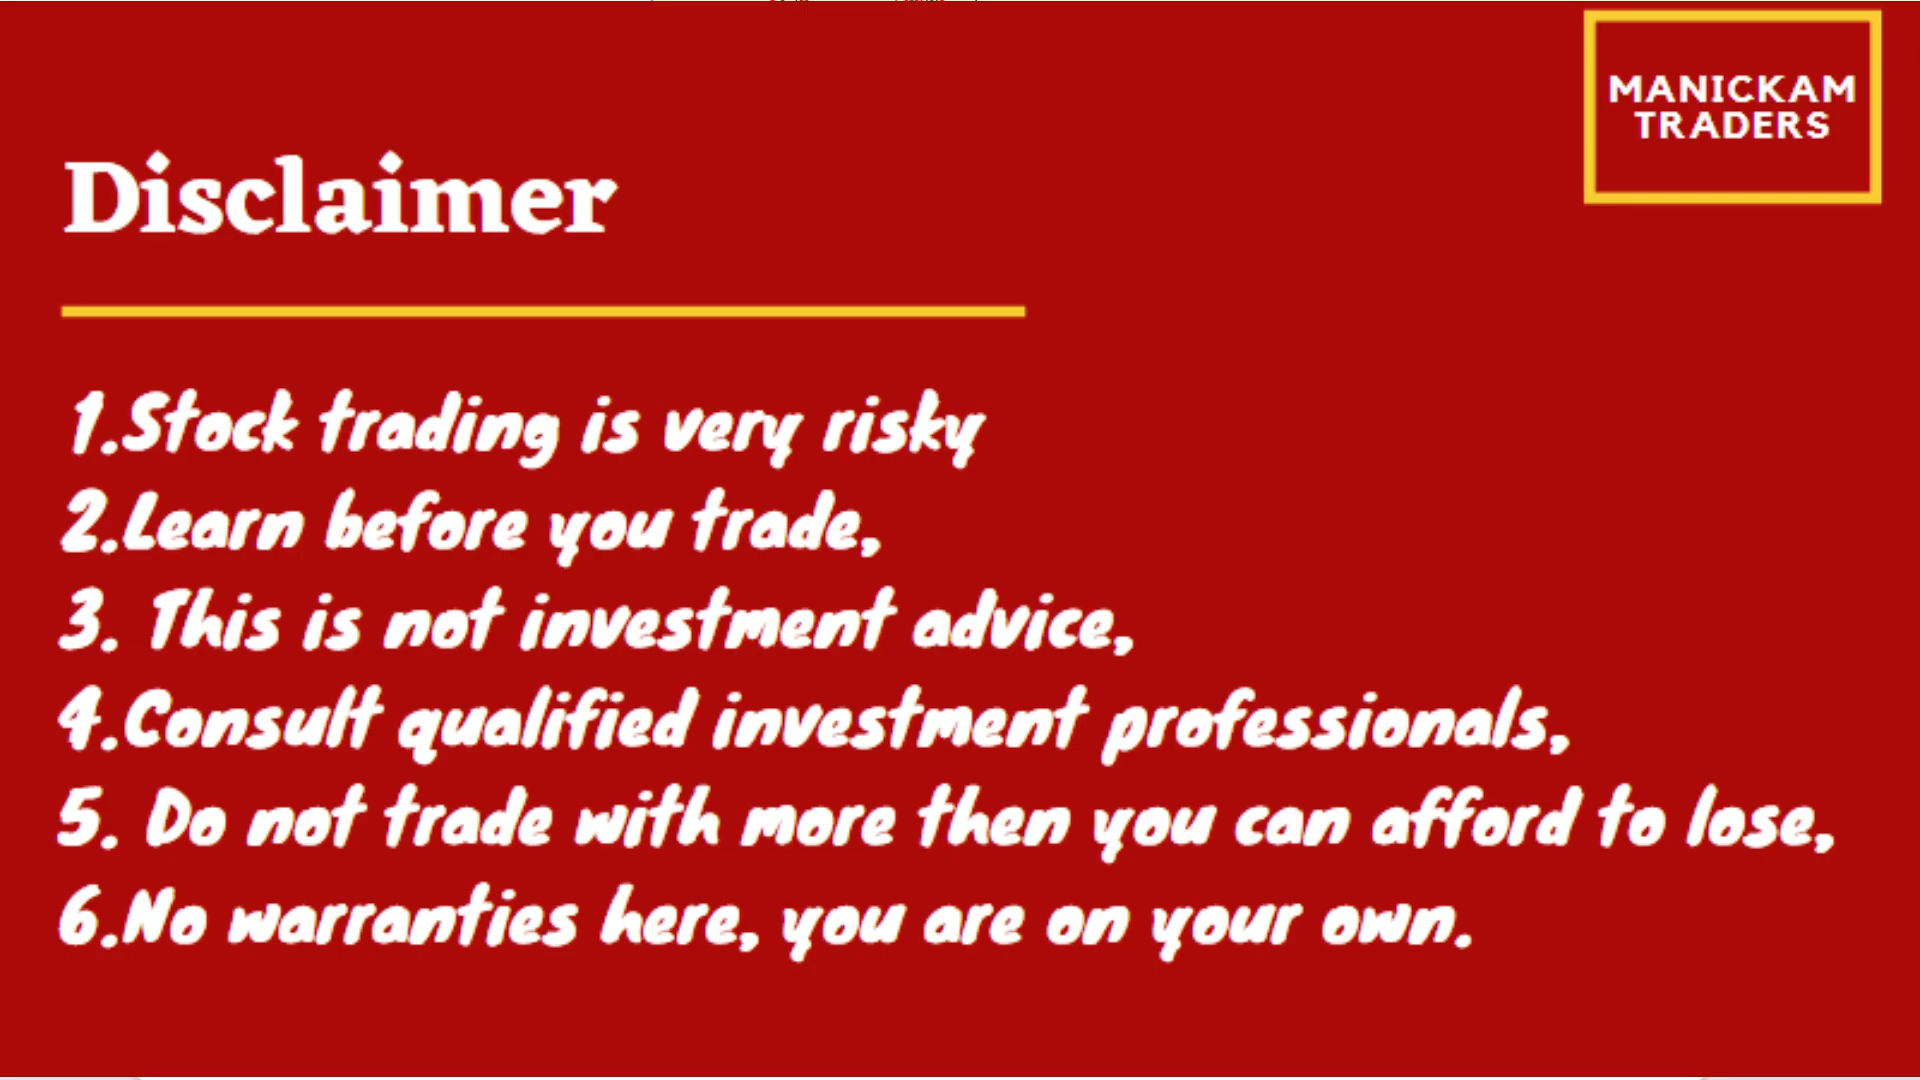 MANICKAM
TRADERS
Disclaimer
1.Stock trading is very risky
2.Learn before you trade,
3. This is not investment advice,
4.Consult qualified investment professionals,
5. Do not trade with more then you can afford to lose,
6.No warranties here, you are on your own.